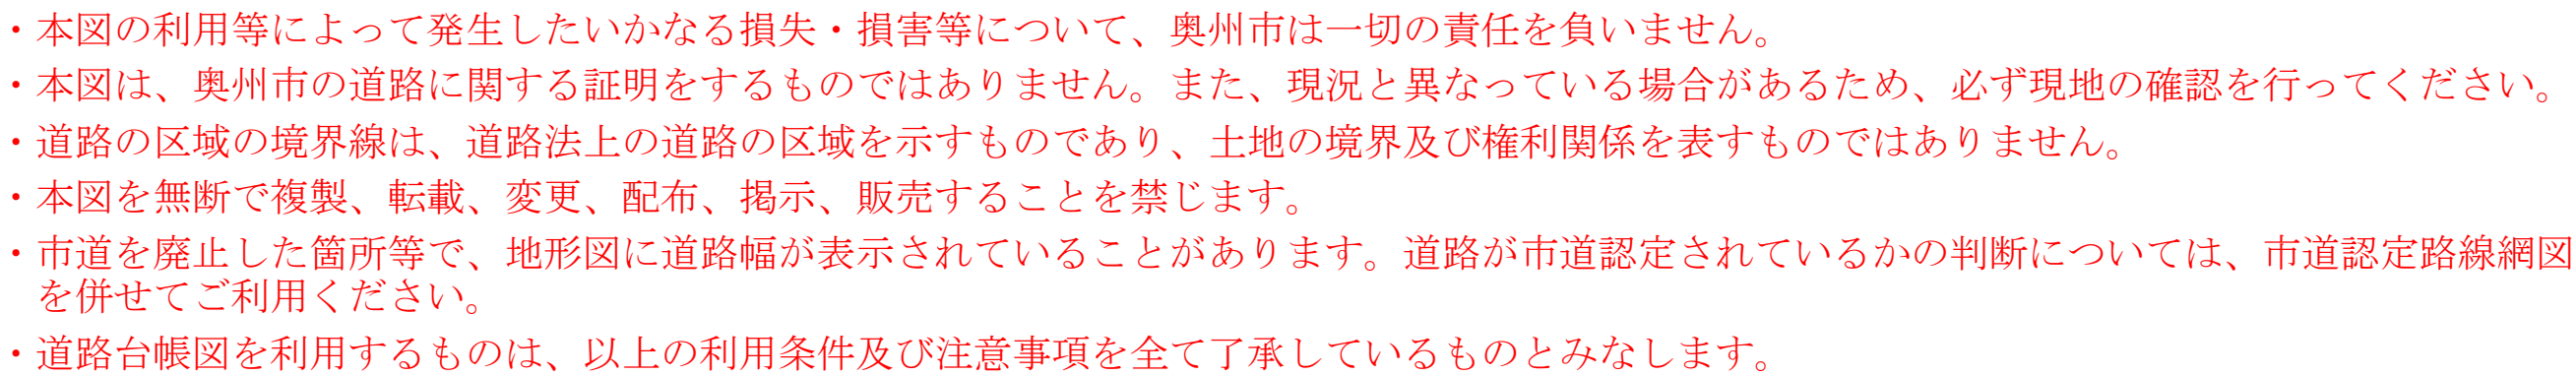 ・本図の利用等によって発生したいかなる損失・損害等について、奥州市は一切の責任を負いません。
・本図は、奥州市の道路に関する証明をするものではありません。また、現況と異なっている場合があるため、必ず現地の確認を行ってください。
・道路の区域の境界線は、道路法上の道路の区域を示すものであり、土地の境界及び権利関係を表すものではありません。
・本図を無断で複製、転載、変更、配布、掲示、販売することを禁じます。
・市道を廃止した箇所等で、地形図に道路幅が表示されていることがあります。道路が市道認定されているかの判断については、市道認定路線網図
を併せてご利用ください。
・道路台帳図を利用するものは、以上の利用条件及び注意事項を全て了承しているものとみなします。